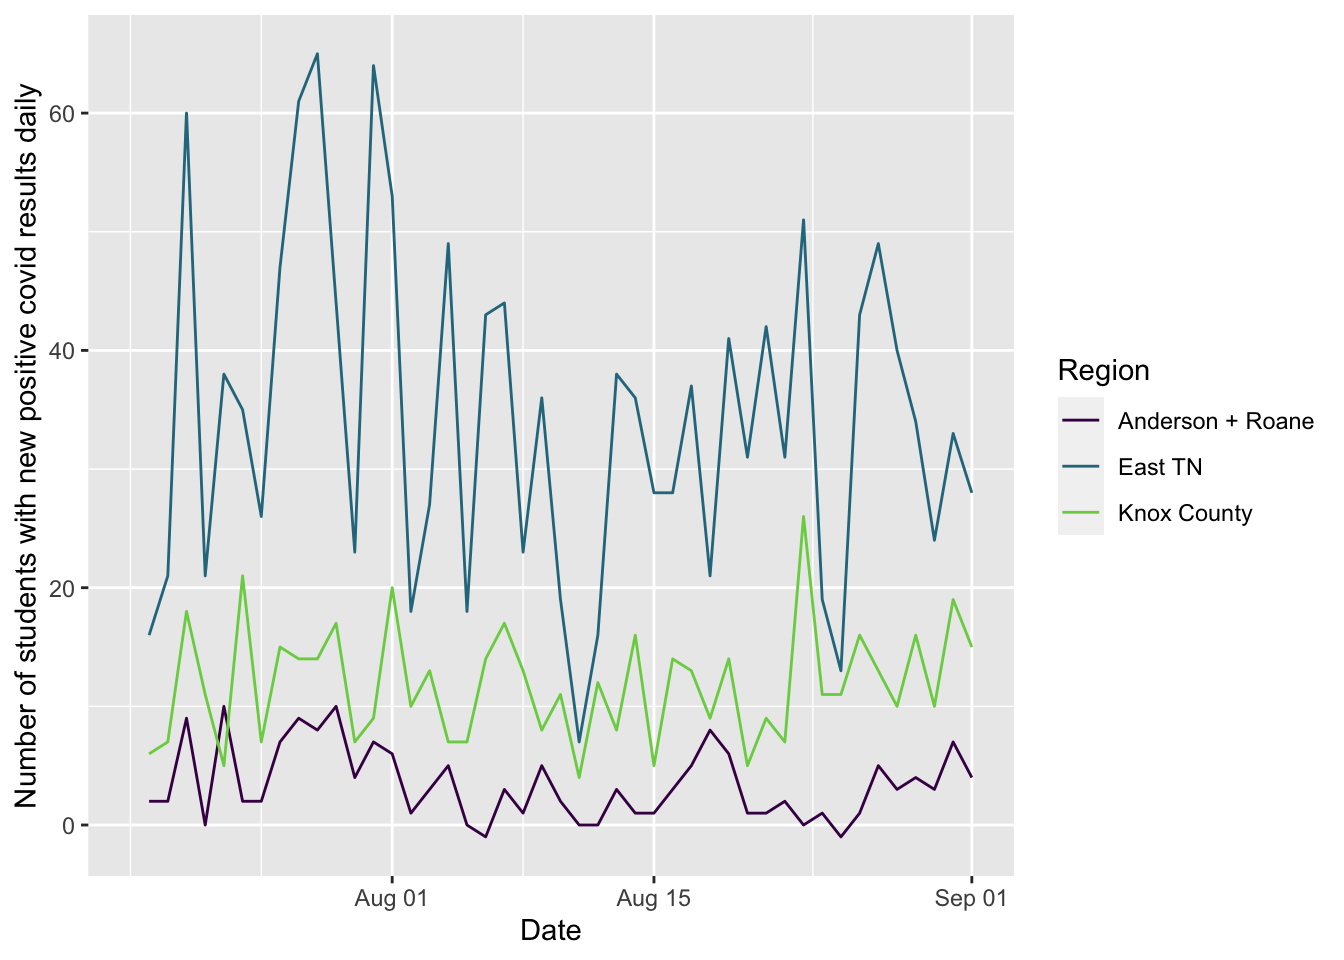 Number of students with new positive covid results daily
60
40
20
0
Aug 01
Aug 15
Sep 01
Date
Region
Anderson + Roane
East TN
Knox County